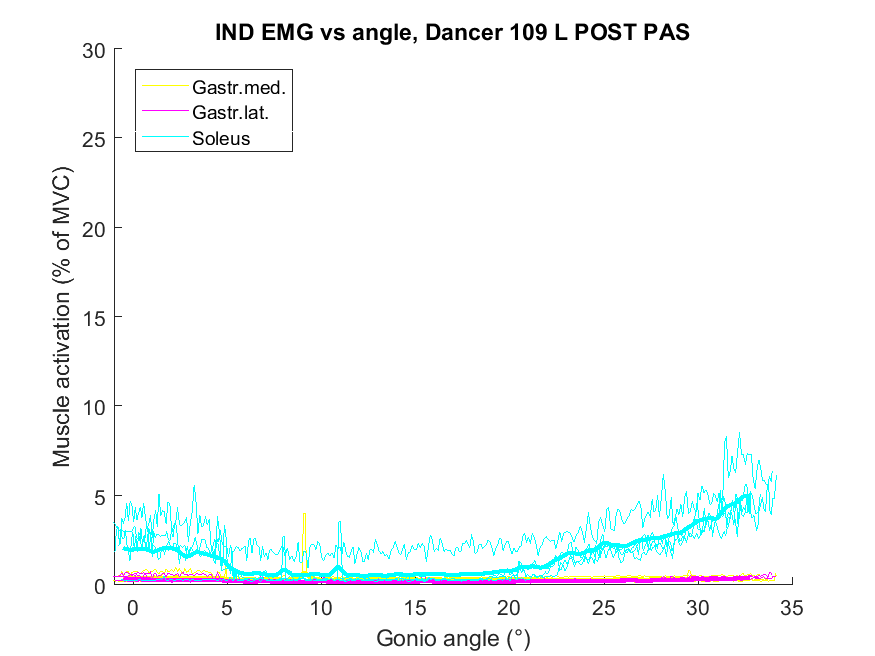 IND EMG vs angle, Dancer 109 L POST PAS
30
25
20
15
10
5
0
Muscle activation (% of MVC)
Gastr.med.
Gastr.lat.
Soleus
0 5 10 15 20 25 30 35
Gonio angle (°)